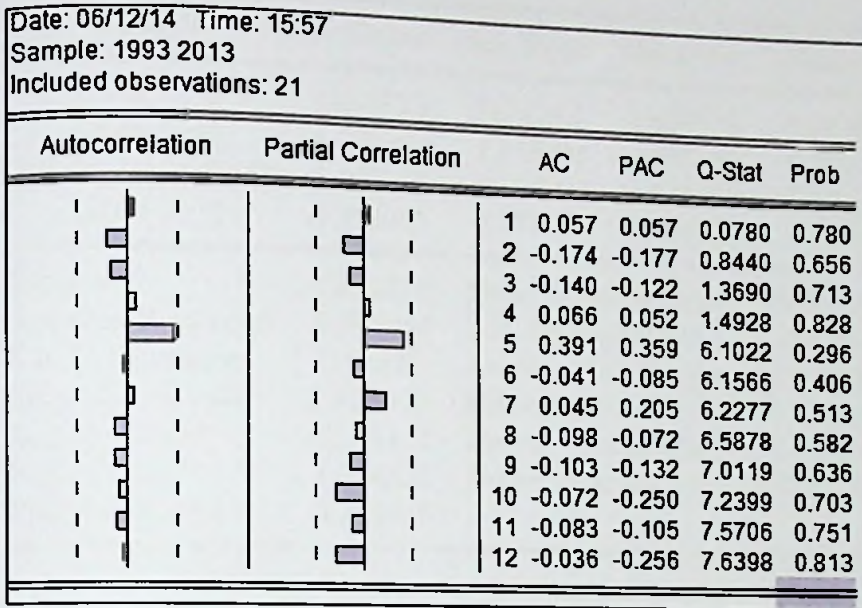 Date: 06/12/14 Time: 15:57
Sample: 1993 2013
Included observations: 21
Autocorrelation Partial Correlation AC PAC Q-Stat Prob
1 0.057 0.057 0.0780 0.780
2 -0.174 -0.177 0.8440 0.656
3 -0.140 -0.122 1.3690 0.713
4 0.066 0.052 1.4928 0.828
5 0.391 0.359 6.1022 0.296
6 -0.041 -0.085 6.1566 0.406
7 0.045 0.205 6.2277 0.513
8 -0.098 -0.072 6.5878 0.582
9 -0.103 -0.132 7.0119 0.636
10 -0.072 -0.250 7.2399 0.703
11 -0.083 -0.105 7.5706 0.751
12 -0.036 -0.256 7.6398 0.813